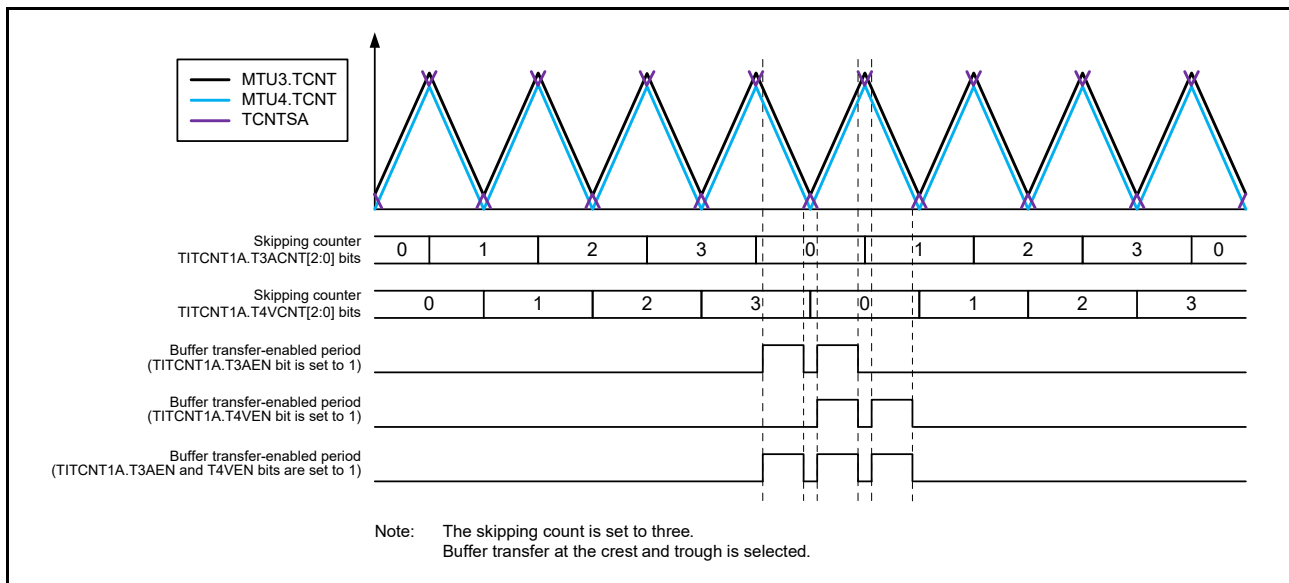 MTU3.TCNT
MTU4.TCNT
TCNTSA
Skipping counter
TITCNT1A.T3ACNT[2:0] bits
0 1 2 3 0 1 2 3 0
Skipping counter
TITCNT1A.T4VCNT[2:0] bits
0 1 2 3 0 1 2 3
Buffer transfer-enabled period
(TITCNT1A.T3AEN bit is set to 1)
Buffer transfer-enabled period
(TITCNT1A.T4VEN bit is set to 1)
Buffer transfer-enabled period
(TITCNT1A.T3AEN and T4VEN bits are set to 1)
Note: The skipping count is set to three.
Buffer transfer at the crest and trough is selected.